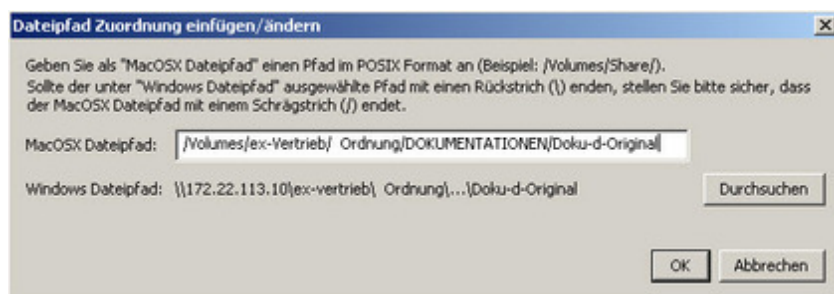 Dateipfad Zuordnung einfügen/ändern
Geben Sie als "MacOSX Dateipfad" einen Pfad im POSIX Format an (Beispiel: /Volumes/Share/).
Sollte der unter "Windows Dateipfad" ausgewählte Pfad mit einen Rückstrich (\) enden, stellen Sie bitte sicher, dass
der MacOSX Dateipfad mit einem Schrägstrich (/) endet.
MacOSX Dateipfad: /Volumes/ex-Vertrieb/ Ordnung/DOKUMENTATIONEN/Doku-d-Original
Windows Dateipfad: \\172.22.113.10\ex-vertrieb\ Ordnung\...\Doku-d-Original Durchsuchen
OK Abbrechen